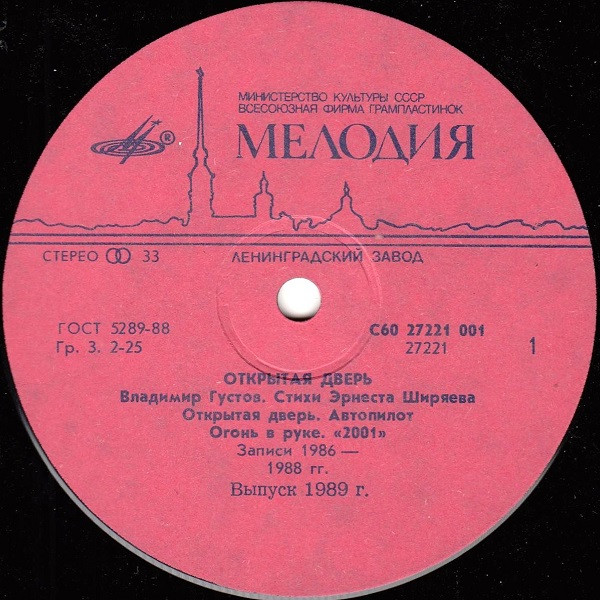 МИНИСТЕРСТВО КУЛЬТУРЫ СССР
ВСЕСОЮЗНАЯ ФИРМА ГРАМПЛАСТИНОК
® МЕЛОДИЯ
СТЕРЕО 33 ЛЕНИНГРАДСКИЙ ЗАВОД
ГОСТ 5289-88 С60 27221 001
Гр. 3. 2-25 27221 1
ОТКРЫТАЯ ДВЕРЬ
Владимир Густов. Стихи Эрнеста Ширяева
Открытая дверь. Автопилот
Огонь в руке. «2001»
Записи 1986 —
1988 гг.
Выпуск 1989 г.